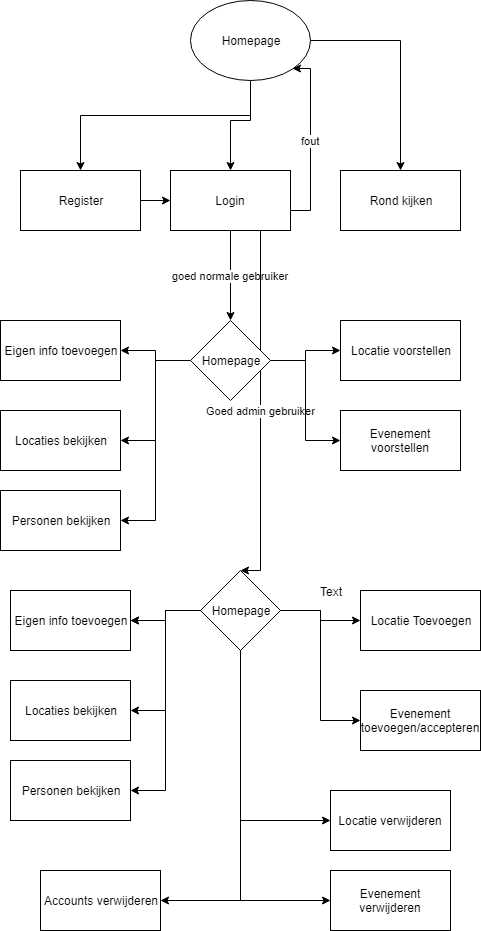 Homepage
fout
Register
Login
Rond kijken
goed normale gebruiker
Eigen info toevoegen
Homepage
Locatie voorstellen
Goed admin gebruiker
Locaties bekijken
Evenement
voorstellen
Personen bekijken
Text
Eigen info toevoegen
Homepage
Locatie Toevoegen
Locaties bekijken
Evenement
toevoegen/accepteren
Personen bekijken
Locatie verwijderen
Accounts verwijderen
Evenement
verwijderen